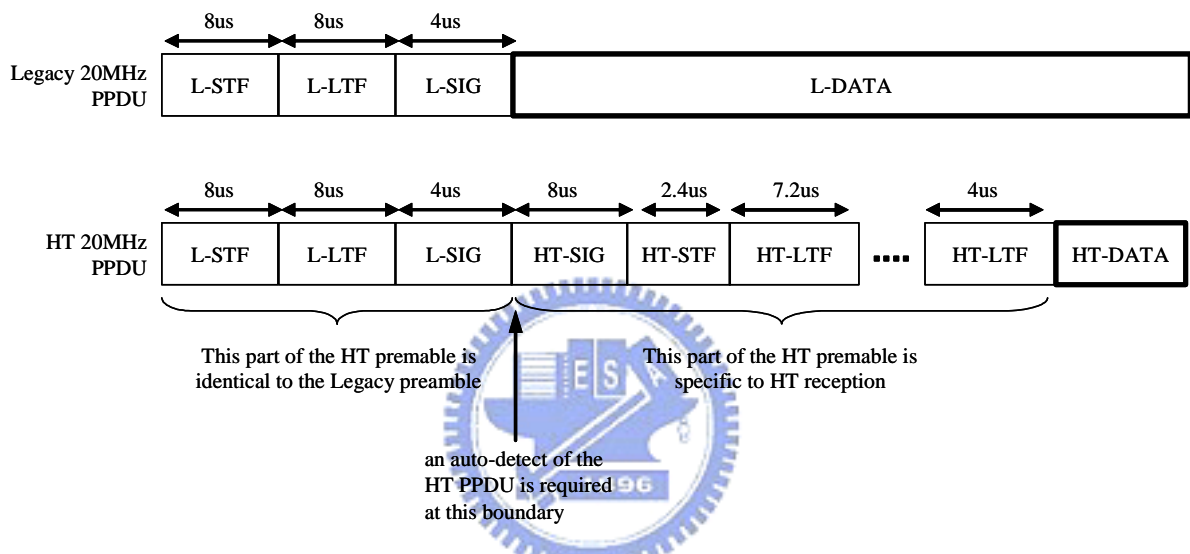 8us 8us 4us
Legacy 20MHz
PPDU
L-STF L-LTF L-SIG L-DATA
8us 8us 4us 8us 2.4us 7.2us 4us
HT 20MHz
PPDU
L-STF L-LTF L-SIG HT-SIG HT-STF HT-LTF HT-LTF HT-DATA
This part of the HT premable is
identical to the Legacy preamble
This part of the HT premable is
specific to HT reception
E S A
an auto-detect of the
HT PPDU is required
at this boundary
1896